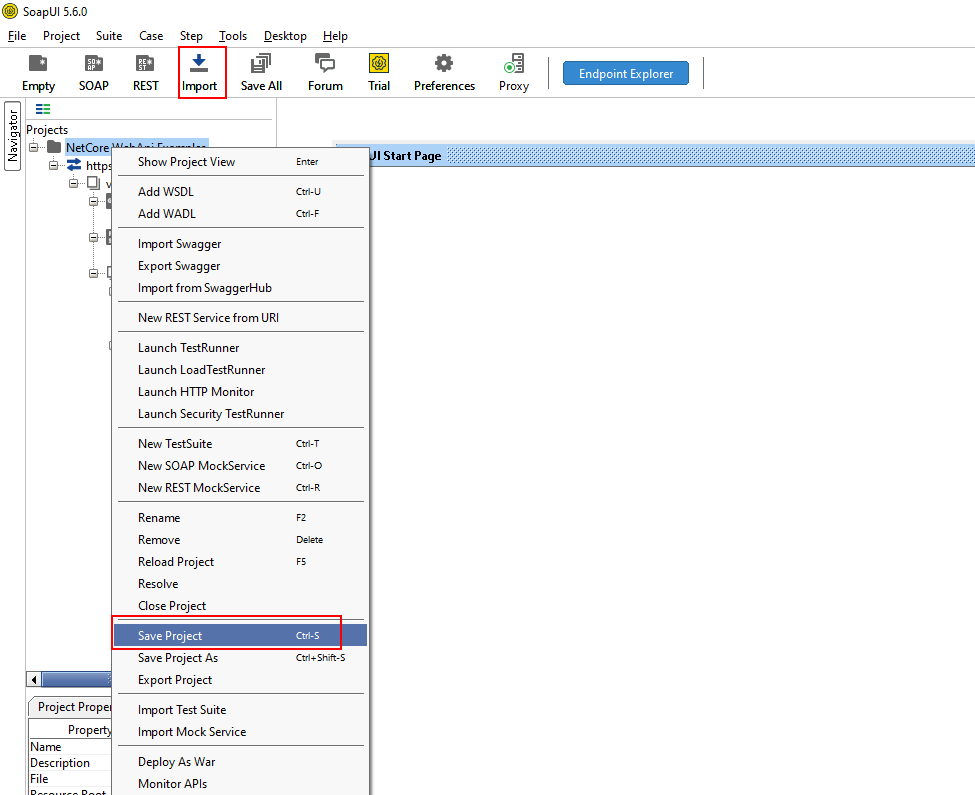 SoapUI 5.6.0
File Project Suite Case Step Tools Desktop Help
Empty SOAP REST Import Save All Forum Trial Preferences Proxy Endpoint Explorer
Navigator
Projects
NetCore WebApi Examples
https
UI Start Page
Show Project View Enter
Add WSDL Ctrl-U
Add WADL Ctrl-F
Import Swagger
Export Swagger
Import from SwaggerHub
New REST Service from URI
Launch TestRunner
Launch LoadTestRunner
Launch HTTP Monitor
Launch Security TestRunner
New TestSuite Ctrl-T
New SOAP MockService Ctrl-O
New REST MockService Ctrl-R
Rename F2
Remove Delete
Reload Project F5
Resolve
Close Project
Save Project Ctrl-S
Save Project As Ctrl+Shift-S
Export Project
Import Test Suite
Import Mock Service
Deploy As War
Monitor APIs
Project Proper
Property
Name
Description
File
Resource Root